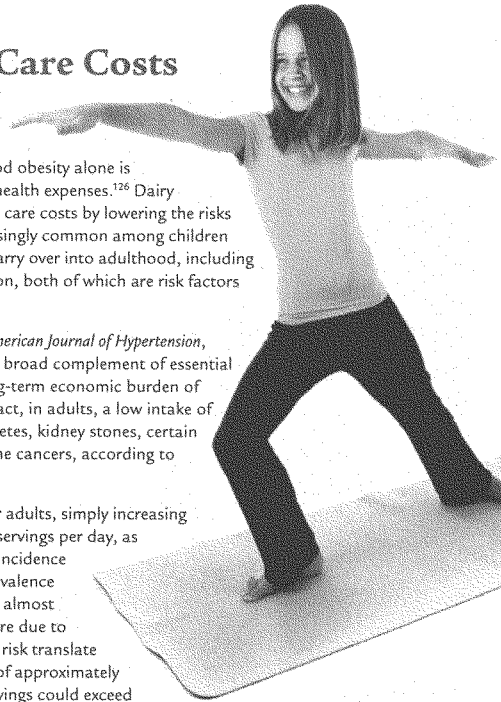 Care Costs
od obesity alone is
health expenses.¹²⁶ Dairy
care costs by lowering the risks
singly common among children
arry over into adulthood, including
on, both of which are risk factors
merican Journal of Hypertension,
broad complement of essential
g-term economic burden of
act, in adults, a low intake of
etes, kidney stones, certain
ne cancers, according to
adults, simply increasing
servings per day, as
ncidence
valence
almost
re due to
risk translate
of approximately
vings could exceed